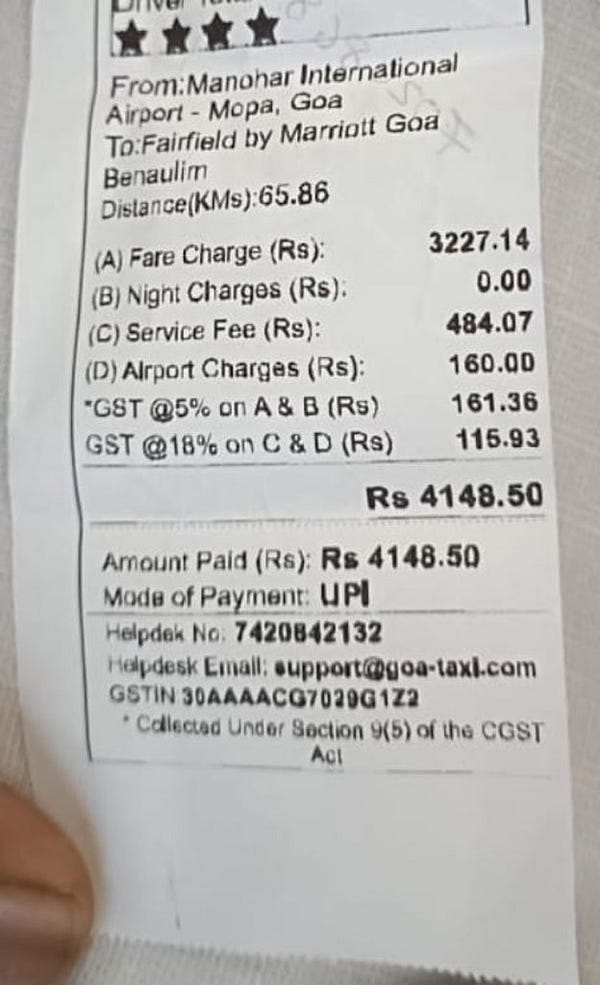 From:Manohar International
Airport - Mopa, Goa
To:Fairfield by Marriott Goa
Benaulim
Distance(KMs):65.86
(A) Fare Charge (Rs): 3227.14
(B) Night Charges (Rs): 0.00
(C) Service Fee (Rs): 484.07
(D) Airport Charges (Rs): 160.00
*GST @5% on A & B (Rs) 161.36
GST @18% on C & D (Rs) 115.93
Rs 4148.50
Amount Paid (Rs): Rs 4148.50
Mode of Payment: UPI
Helpdek No: 7420842132
Helpdesk Email: support@goa-taxi.com
GSTIN 30AAAACG7029G1Z2
* Collected Under Section 9(5) of the CGST
Act